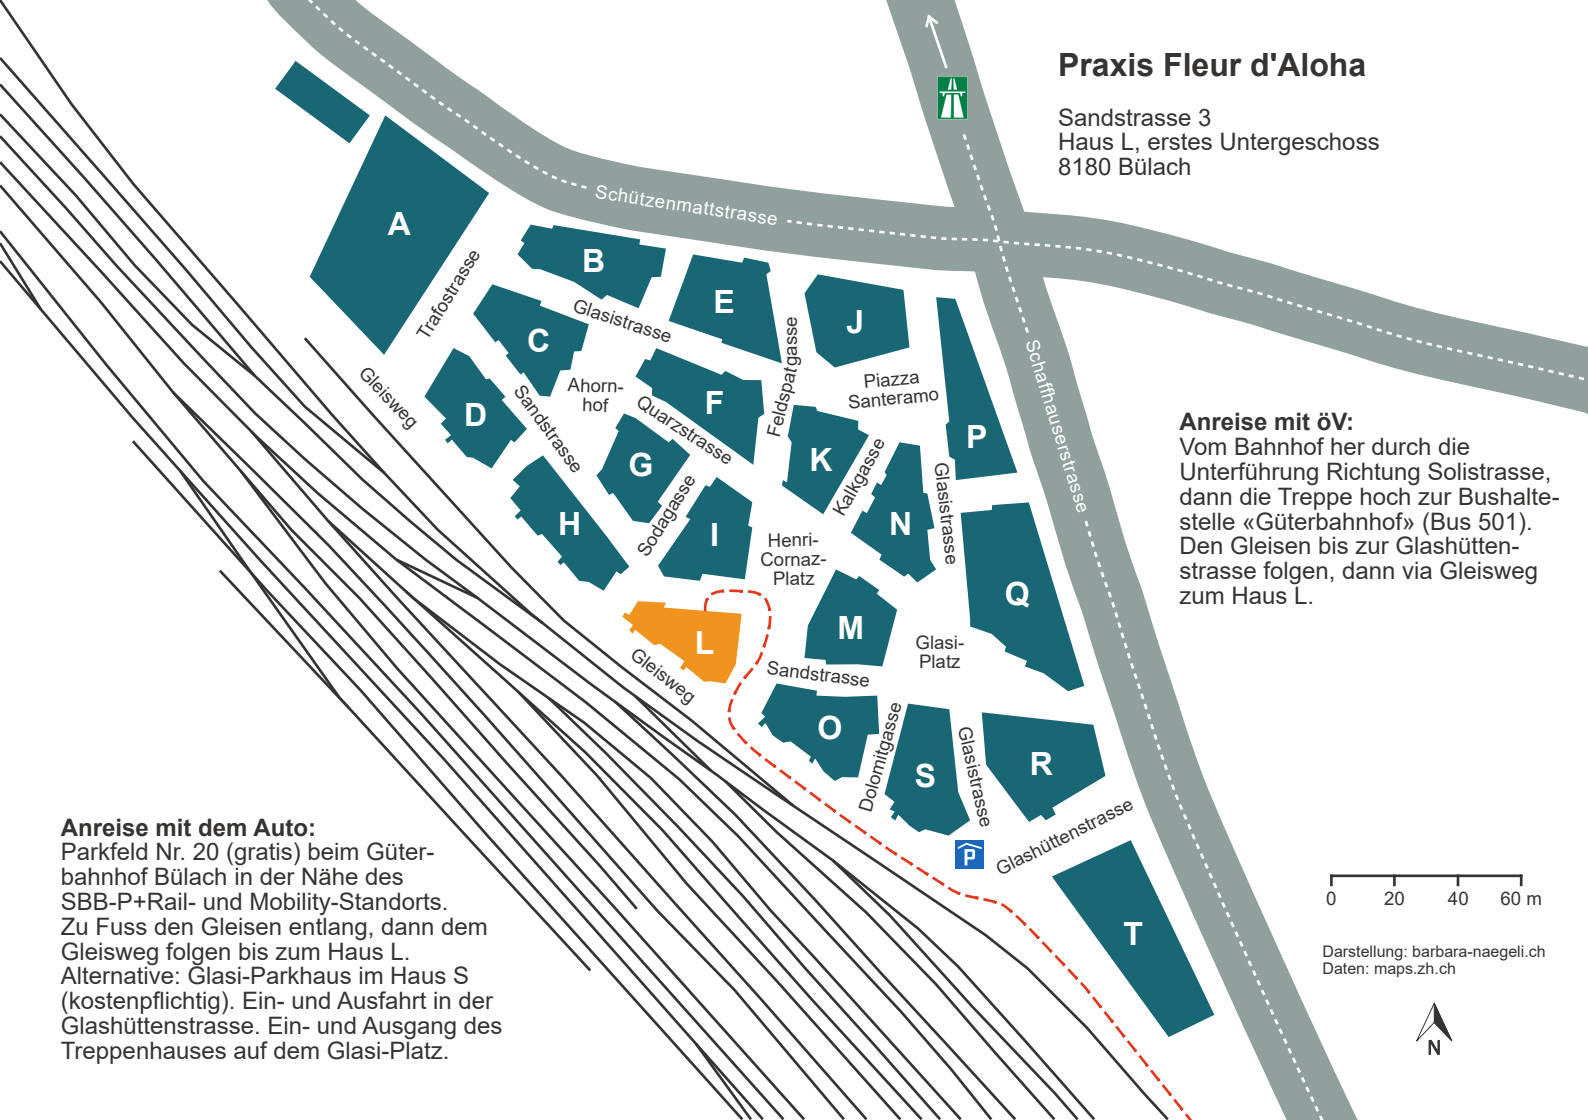 Praxis Fleur d'Aloha
Sandstrasse 3
Haus L, erstes Untergeschoss
8180 Bülach
Schützenmattstrasse
Schaffhauserstrasse
A
B
E
J
C
D
F
P
G
K
H
I
N
Q
L
M
O
S
R
T
Trafostrasse
Glasistrasse
Feldspatgasse
Piazza
Santeramo
Gleisweg
Sandstrasse
Ahorn-
hof
Quarzstrasse
Kalkgasse
Glasistrasse
Sodagasse
Henri-
Cornaz-
Platz
Glasi-
Platz
Gleisweg
Sandstrasse
Dolomitgasse
Glasistrasse
Glashüttenstrasse
P
Anreise mit öV:
Vom Bahnhof her durch die
Unterführung Richtung Solistrasse,
dann die Treppe hoch zur Bushalte-
stelle «Güterbahnhof» (Bus 501).
Den Gleisen bis zur Glashütten-
strasse folgen, dann via Gleisweg
zum Haus L.
Anreise mit dem Auto:
Parkfeld Nr. 20 (gratis) beim Güter-
bahnhof Bülach in der Nähe des
SBB-P+Rail- und Mobility-Standorts.
Zu Fuss den Gleisen entlang, dann dem
Gleisweg folgen bis zum Haus L.
Alternative: Glasi-Parkhaus im Haus S
(kostenpflichtig). Ein- und Ausfahrt in der
Glashüttenstrasse. Ein- und Ausgang des
Treppenhauses auf dem Glasi-Platz.
0 20 40 60 m
Darstellung: barbara-naegeli.ch
Daten: maps.zh.ch
N